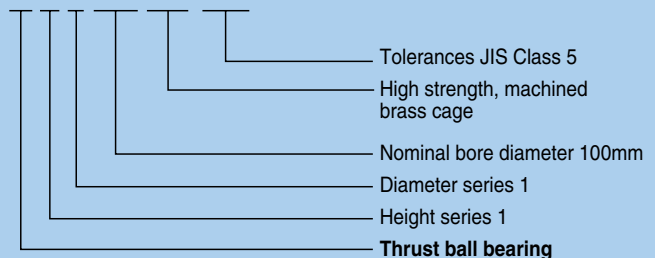 Tolerances JIS Class 5
High strength, machined
brass cage
Nominal bore diameter 100mm
Diameter series 1
Height series 1
Thrust ball bearing